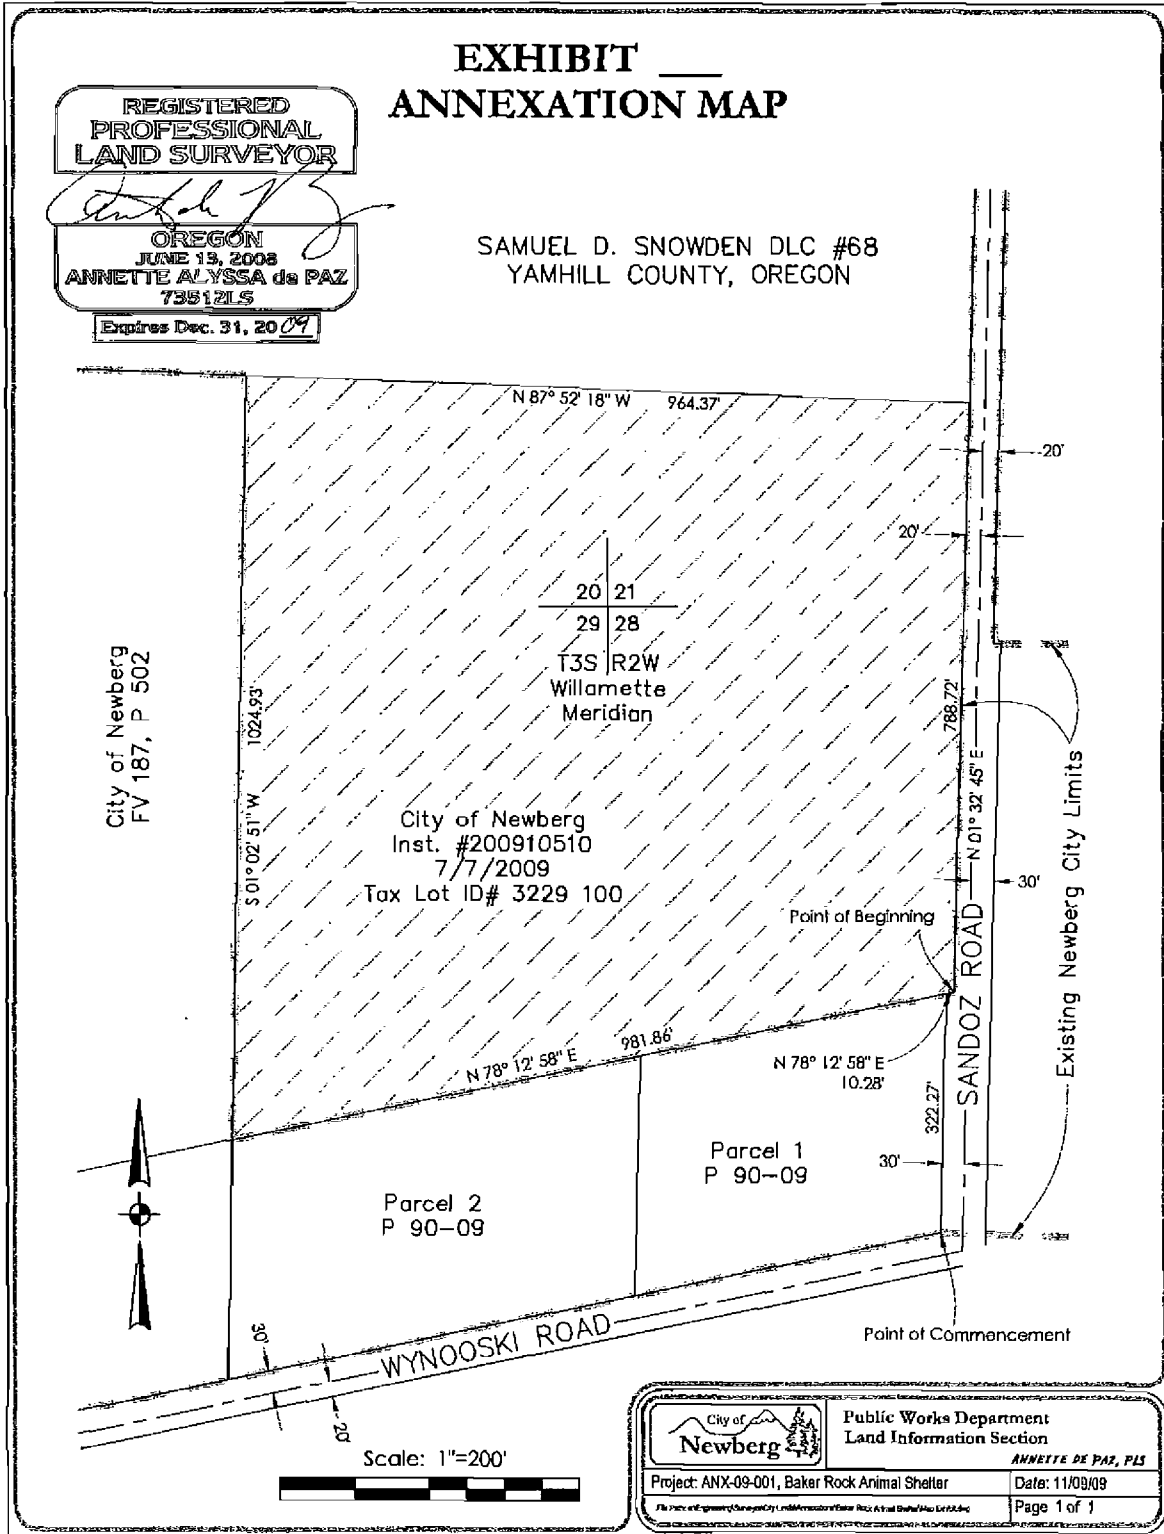 EXHIBIT ___
ANNEXATION MAP
REGISTERED
PROFESSIONAL
LAND SURVEYOR
OREGON
JUNE 13, 2008
ANNETTE ALYSSA de PAZ
73512LS
Expires Dec. 31, 2009
SAMUEL D. SNOWDEN DLC #68
YAMHILL COUNTY, OREGON
N 87° 52' 18" W 964.37'
20'
20'
20 21
29 28
T3S R2W
Willamette
Meridian
City of Newberg
FV 187, P 502
S 01° 02' 51" W 1024.93'
788.72'
N 01° 32' 45" E
City of Newberg
Inst. #200910510
7/7/2009
Tax Lot ID# 3229 100
30'
Point of Beginning
SANDOZ ROAD
Existing Newberg City Limits
N 78° 12' 58" E 981.86'
N 78° 12' 58" E
10.28'
322.27'
30'
Parcel 1
P 90-09
Parcel 2
P 90-09
Point of Commencement
30'
WYNOOSKI ROAD
20'
Scale: 1"=200'
City of
Newberg
Public Works Department
Land Information Section
ANNETTE DE PAZ, PLS
Project: ANX-09-001, Baker Rock Animal Shelter
Date: 11/09/09
Page 1 of 1